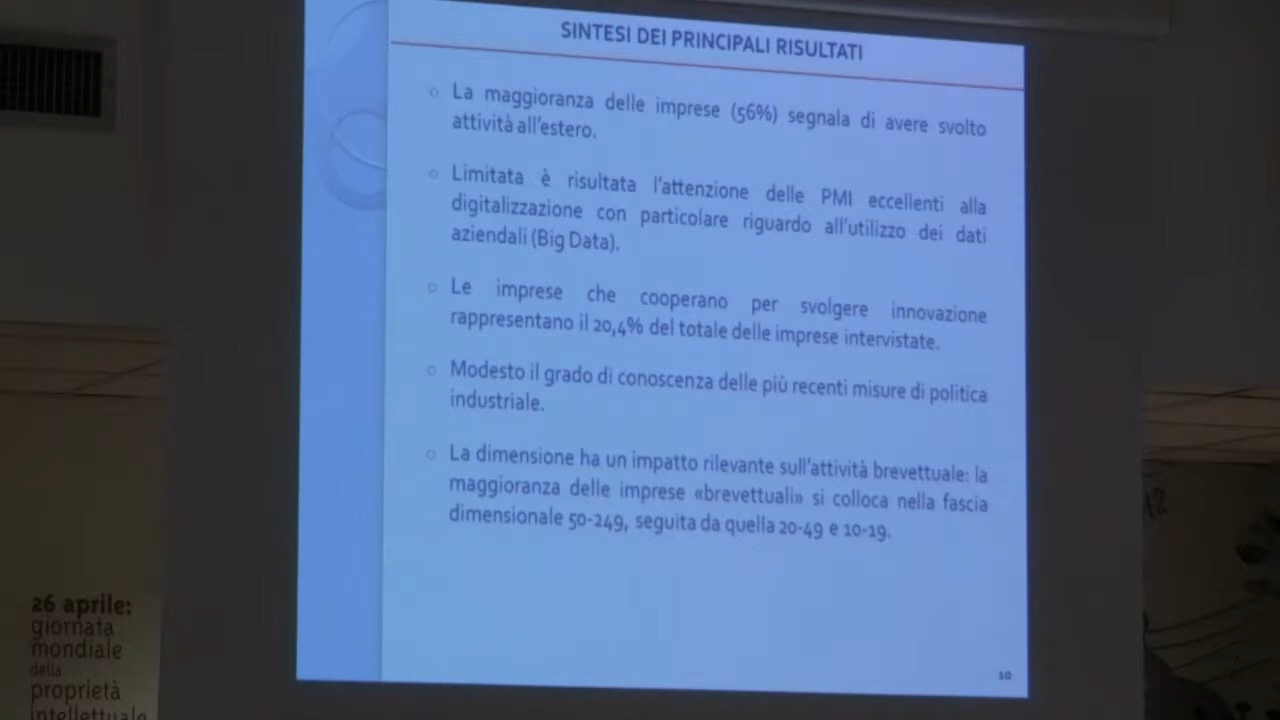 SINTESI DEI PRINCIPALI RISULTATI
La maggioranza delle imprese (56%) segnala di avere svolto
attività all'estero.
Limitata è risultata l'attenzione delle PMI eccellenti alla
digitalizzazione con particolare riguardo all'utilizzo dei dati
aziendali (Big Data).
Le imprese che cooperano per svolgere innovazione
rappresentano il 20,4% del totale delle imprese intervistate.
Modesto il grado di conoscenza delle più recenti misure di politica
industriale.
La dimensione ha un impatto rilevante sull'attività brevettuale: la
maggioranza delle imprese «brevettuali» si colloca nella fascia
dimensionale 50-249, seguita da quella 20-49 e 10-19.
10
26 aprile:
giornata
mondiale
della
proprietà
intellettuale